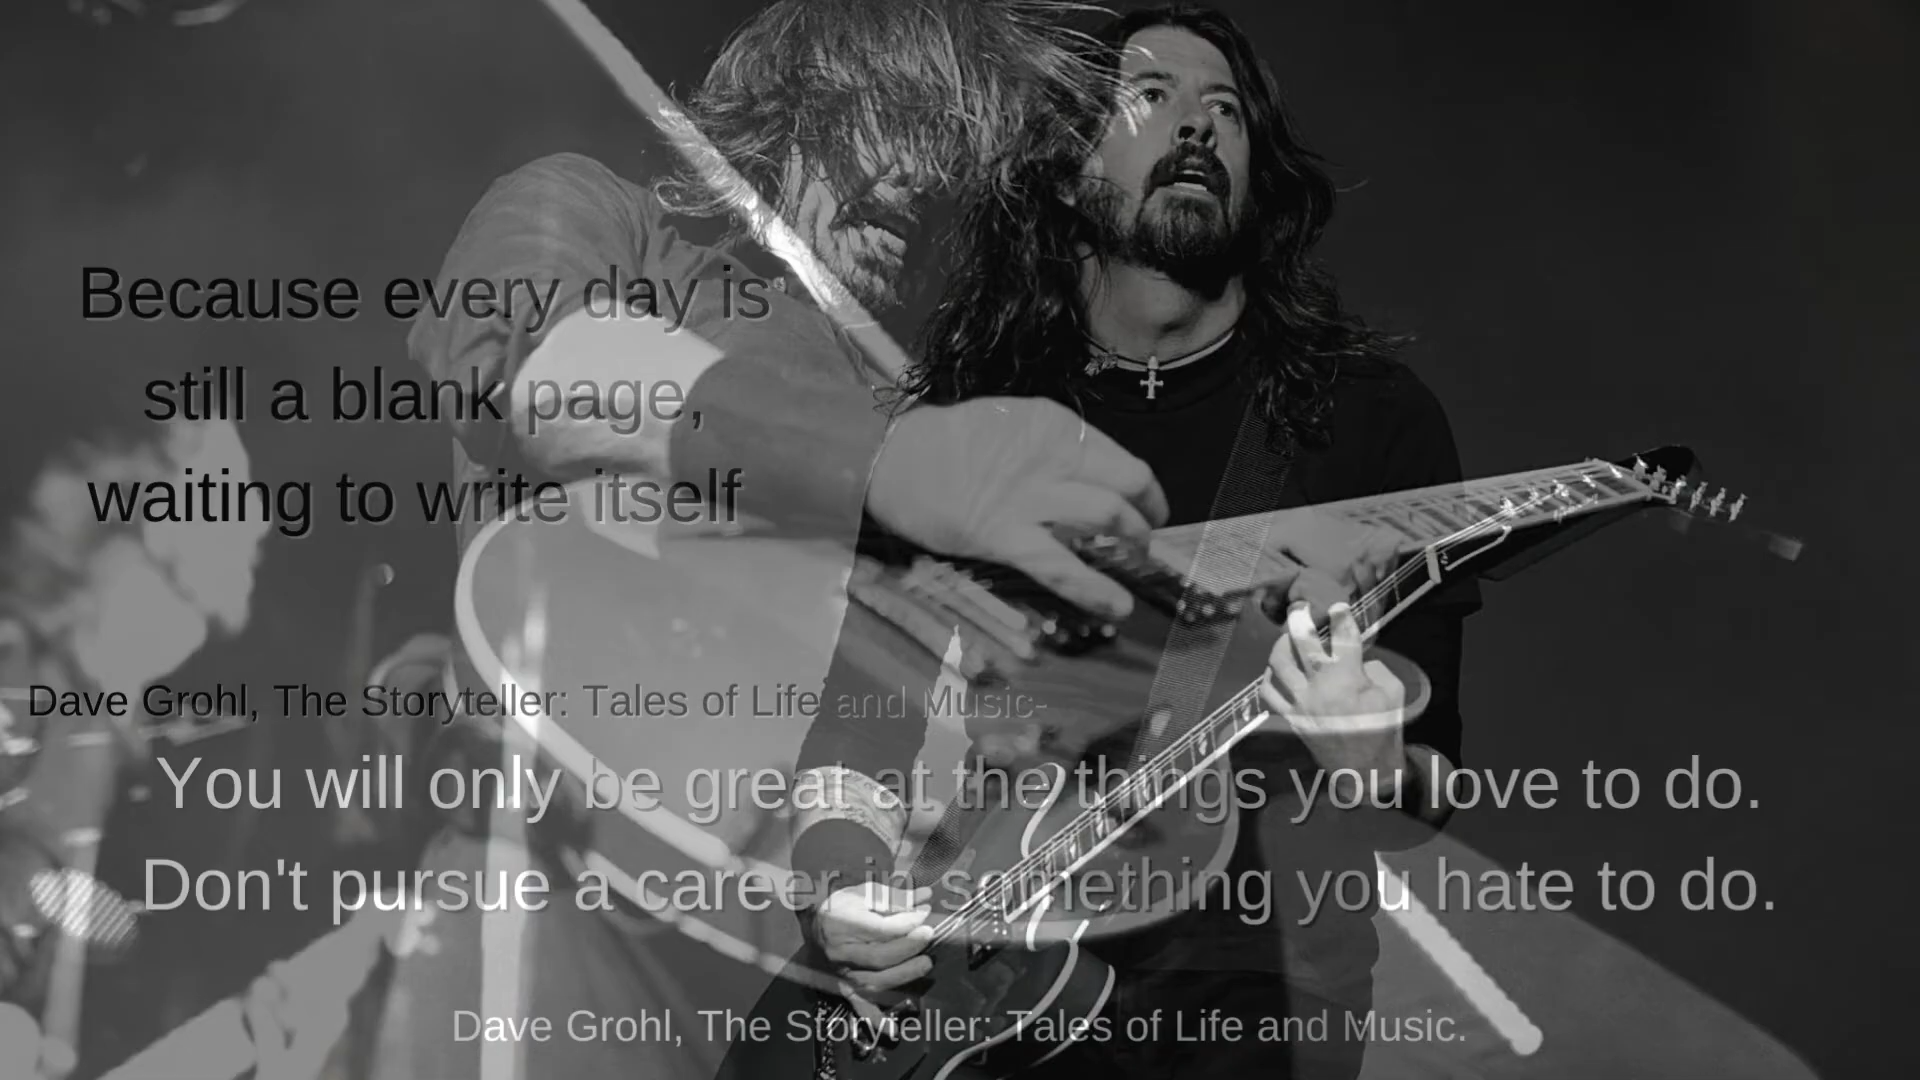 Because every day is
still a blank page,
waiting to write itself
Dave Grohl, The Storyteller: Tales of Life and Music-
You will only be great at the things you love to do.
Don't pursue a career in something you hate to do.
Dave Grohl, The Storyteller: Tales of Life and Music.